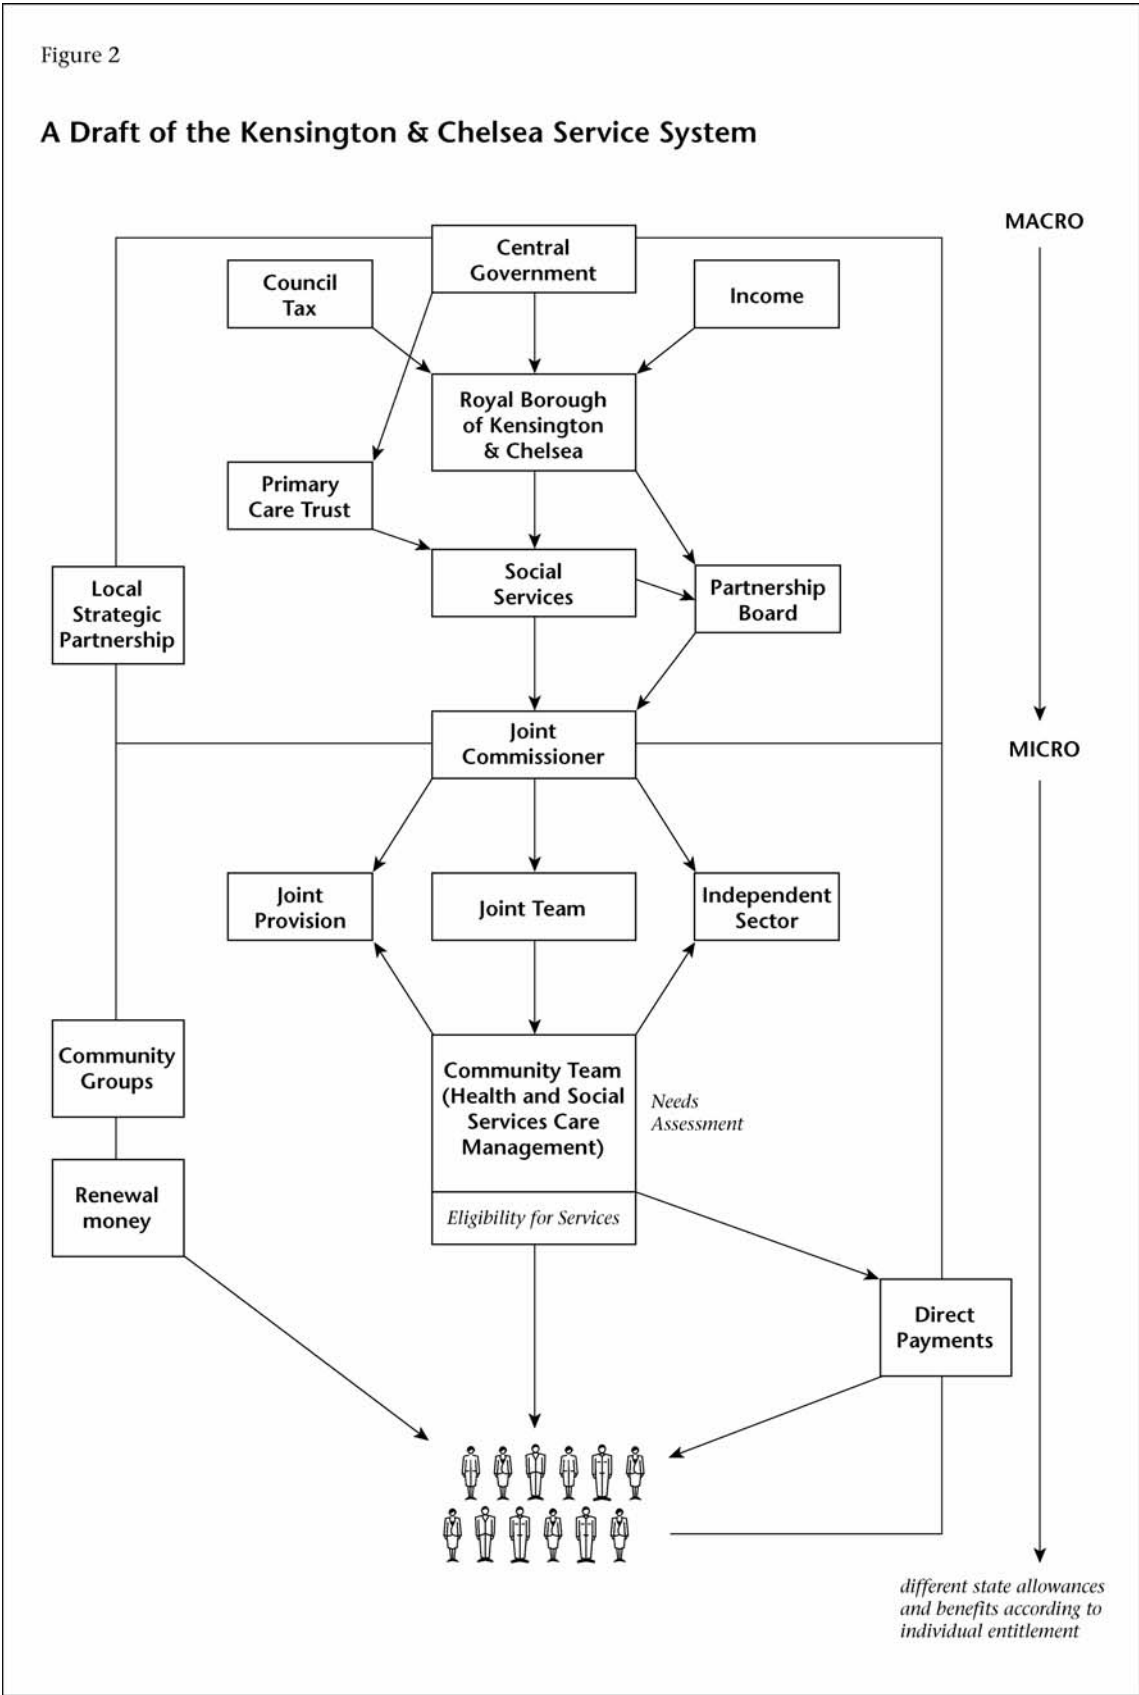 Figure 2
A Draft of the Kensington & Chelsea Service System
MACRO
Central
Government
Council
Tax
Income
Royal Borough
of Kensington
& Chelsea
Primary
Care Trust
Social
Services
Partnership
Board
Local
Strategic
Partnership
Joint
Commissioner
MICRO
Joint
Provision
Joint Team
Independent
Sector
Community
Groups
Community Team
(Health and Social
Services Care
Management)
Needs
Assessment
Renewal
money
Eligibility for Services
Direct
Payments
different state allowances
and benefits according to
individual entitlement